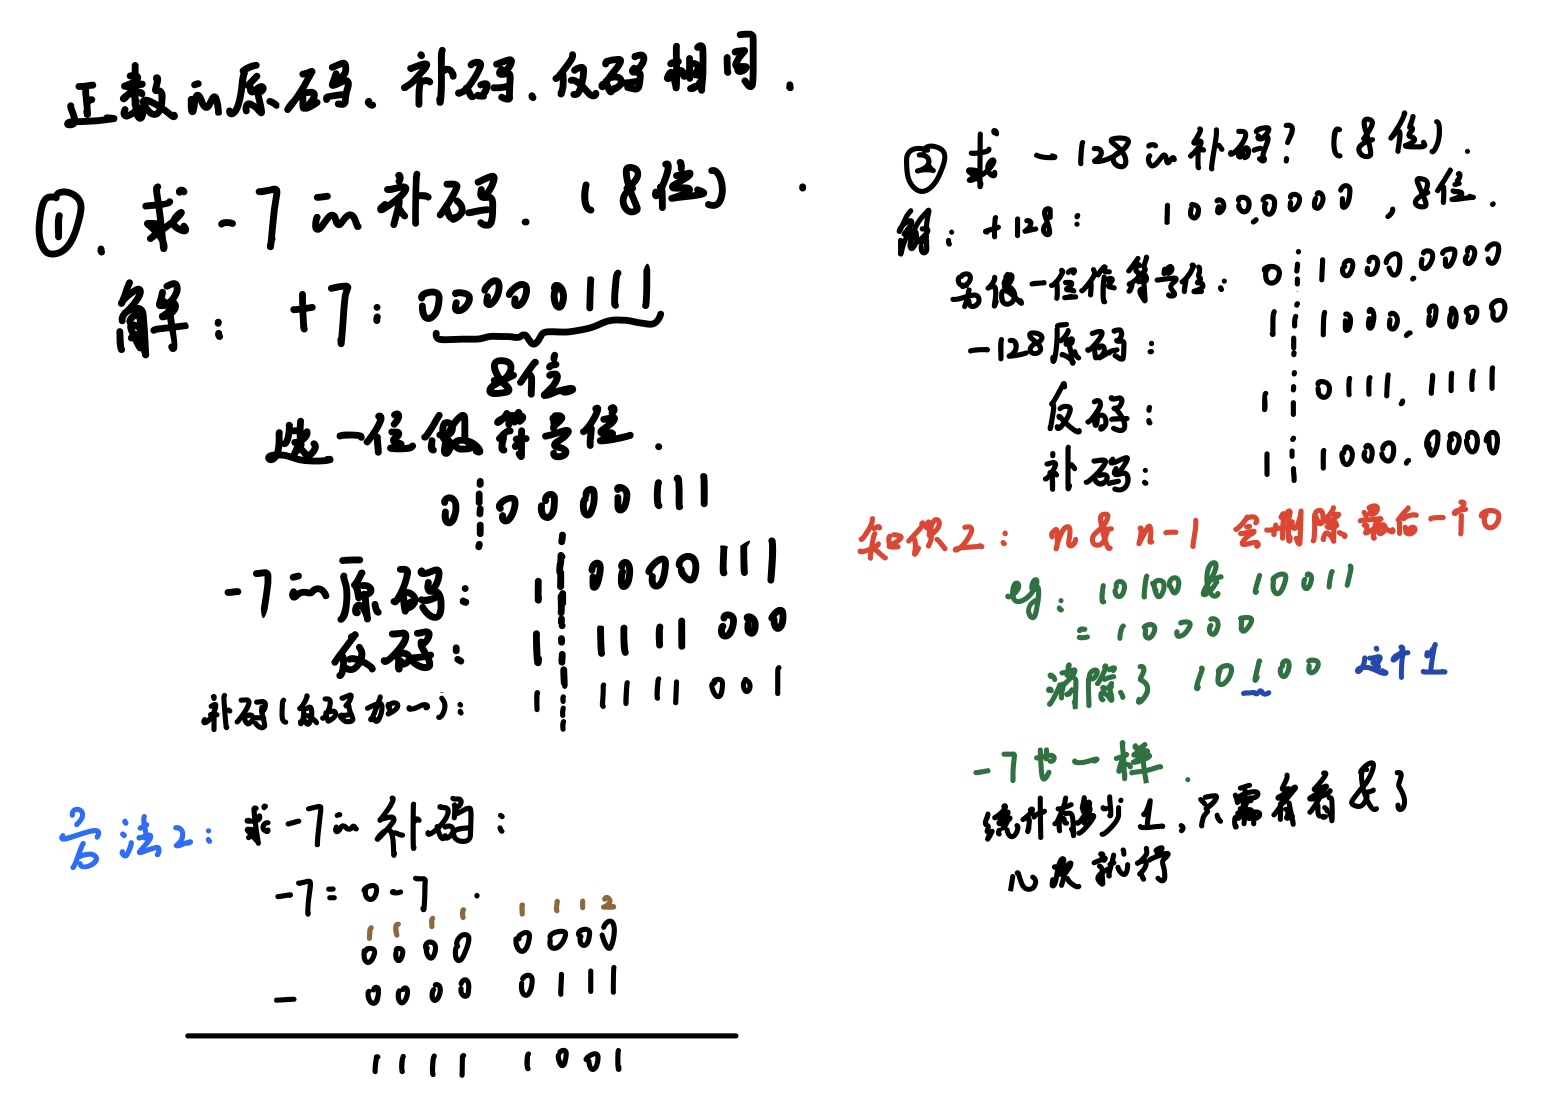 正数的原码、补码、反码相同.
①. 求 -7 的补码. (8位).
解: +7: 00000111
8位
选一位做符号位.
0 0000111
-7的原码: 1 0000111
反码: 1 1111000
补码(反码加一): 1 1111001
方法2: 求-7的补码:
-7 = 0-7.
1 1 1 1 1 1 1 2
0000 0000
- 0000 0111
1111 1001
② 求 -128的补码? (8位).
解: +128: 1000.0000, 8位.
另做一位作符号位: 0 1000.0000
-128原码: 1 1000.0000
反码: 1 0111.1111
补码: 1 1000.0000
知识2: n & n-1 会删除最后一个0
eg: 10100 & 10011
= 10000
消除了 10100 这个1
-7也一样.
统计有多少1, 只需看看&了
几次就行